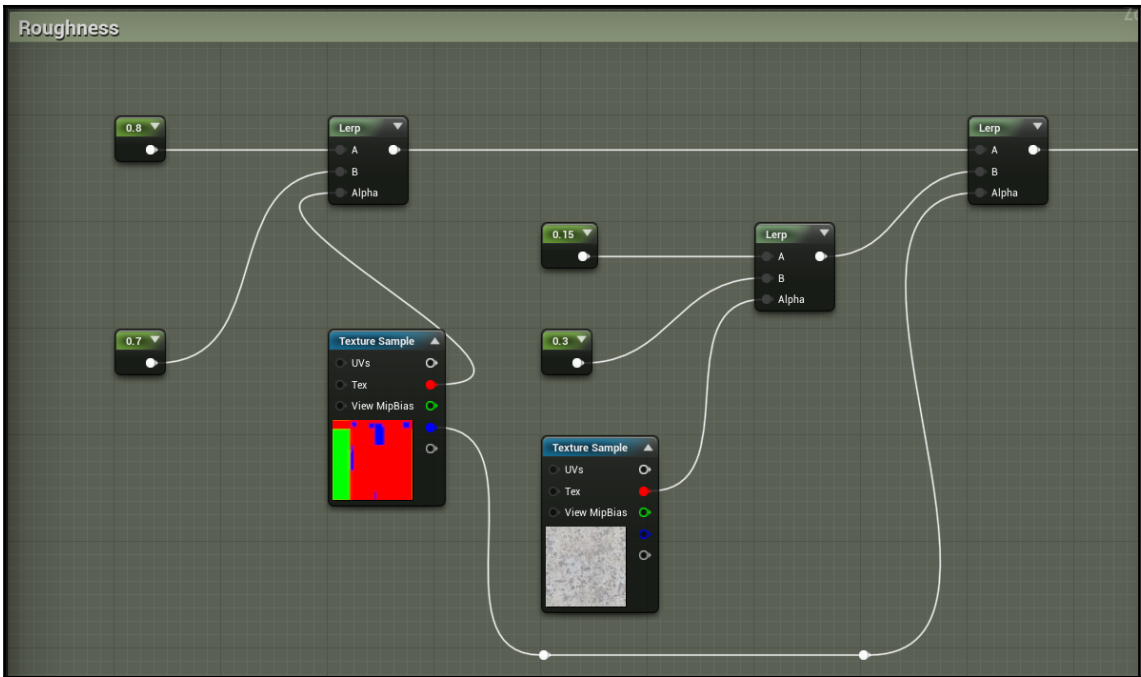 Roughness
0.8
Lerp
A
B
Alpha
Lerp
A
B
Alpha
0.15
Lerp
A
B
Alpha
0.7
Texture Sample
UVs
Tex
View MipBias
0.3
Texture Sample
UVs
Tex
View MipBias